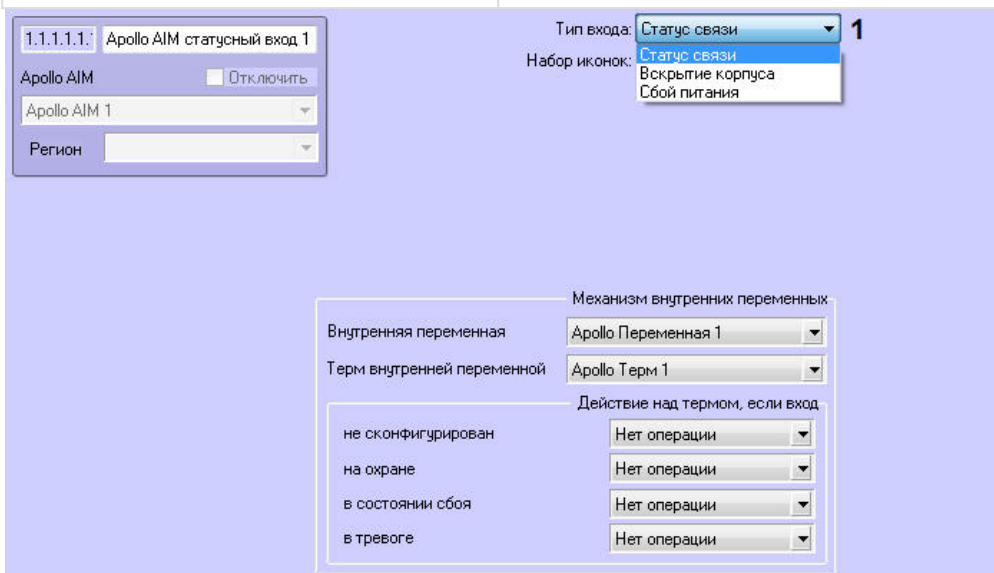 1.1.1.1.1. Apollo AIM статусный вход 1
Apollo AIM Отключить
Apollo AIM 1
Регион
Тип входа: Статус связи 1
Набор иконок: Статус связи
Вскрытие корпуса
Сбой питания
Механизм внутренних переменных
Внутренняя переменная Apollo Переменная 1
Терм внутренней переменной Apollo Терм 1
Действие над термом, если вход
не сконфигурирован Нет операции
на охране Нет операции
в состоянии сбоя Нет операции
в тревоге Нет операции